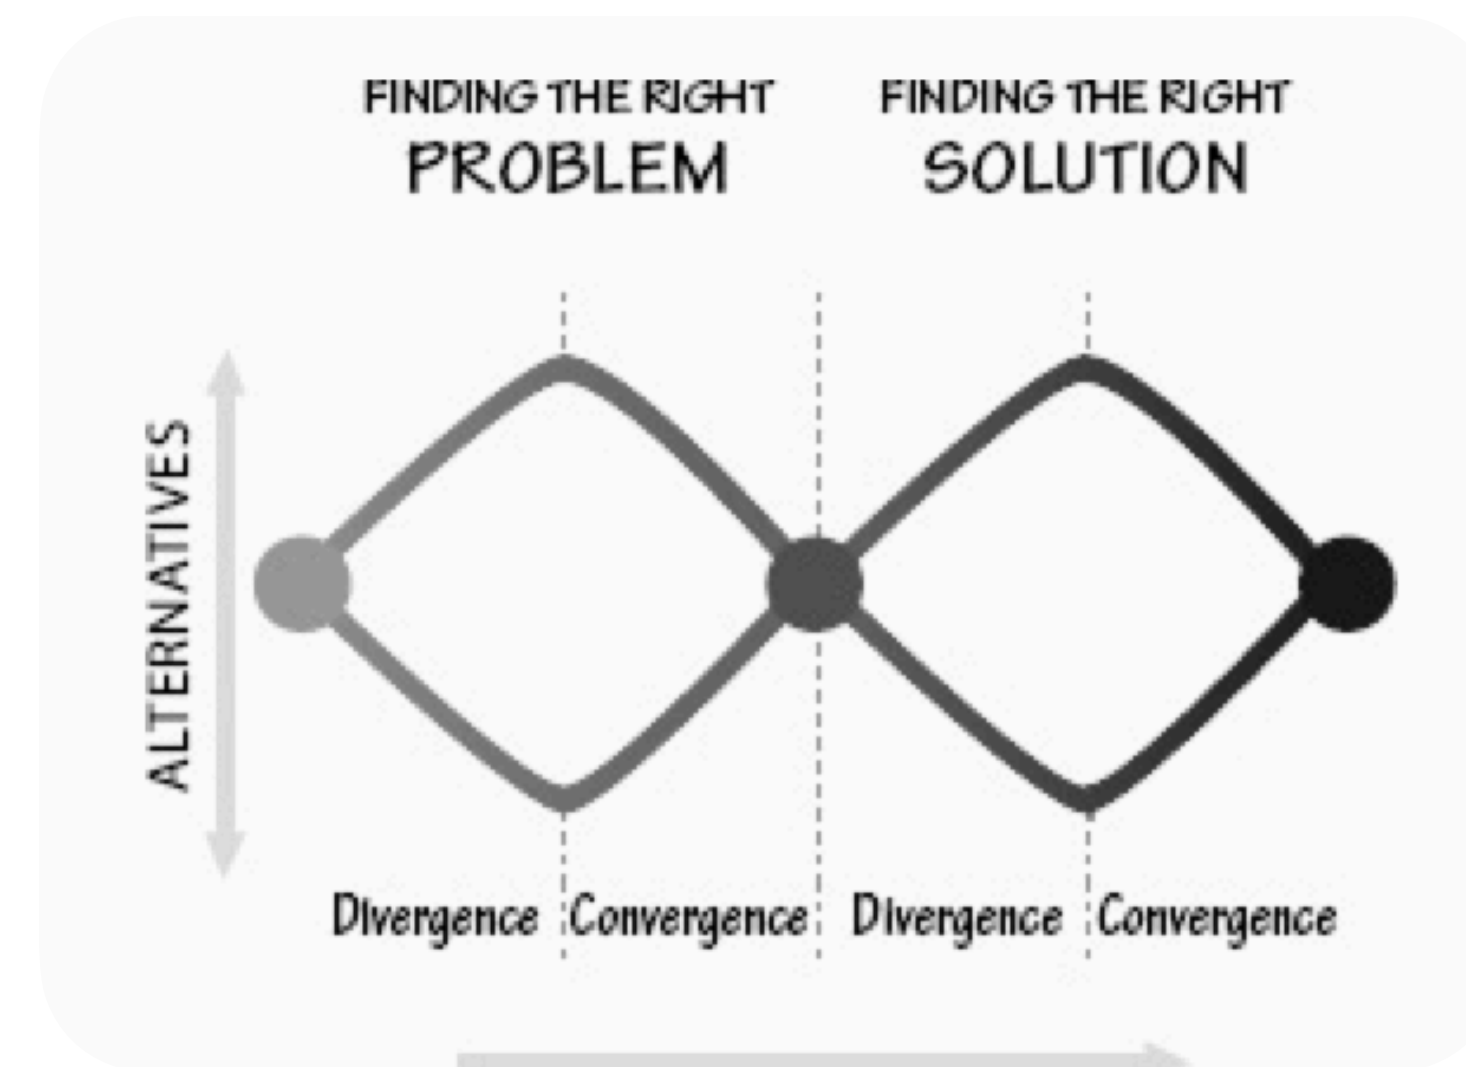 FINDING THE RIGHT
PROBLEM
FINDING THE RIGHT
SOLUTION
ALTERNATIVES
Divergence
Convergence
Divergence
Convergence